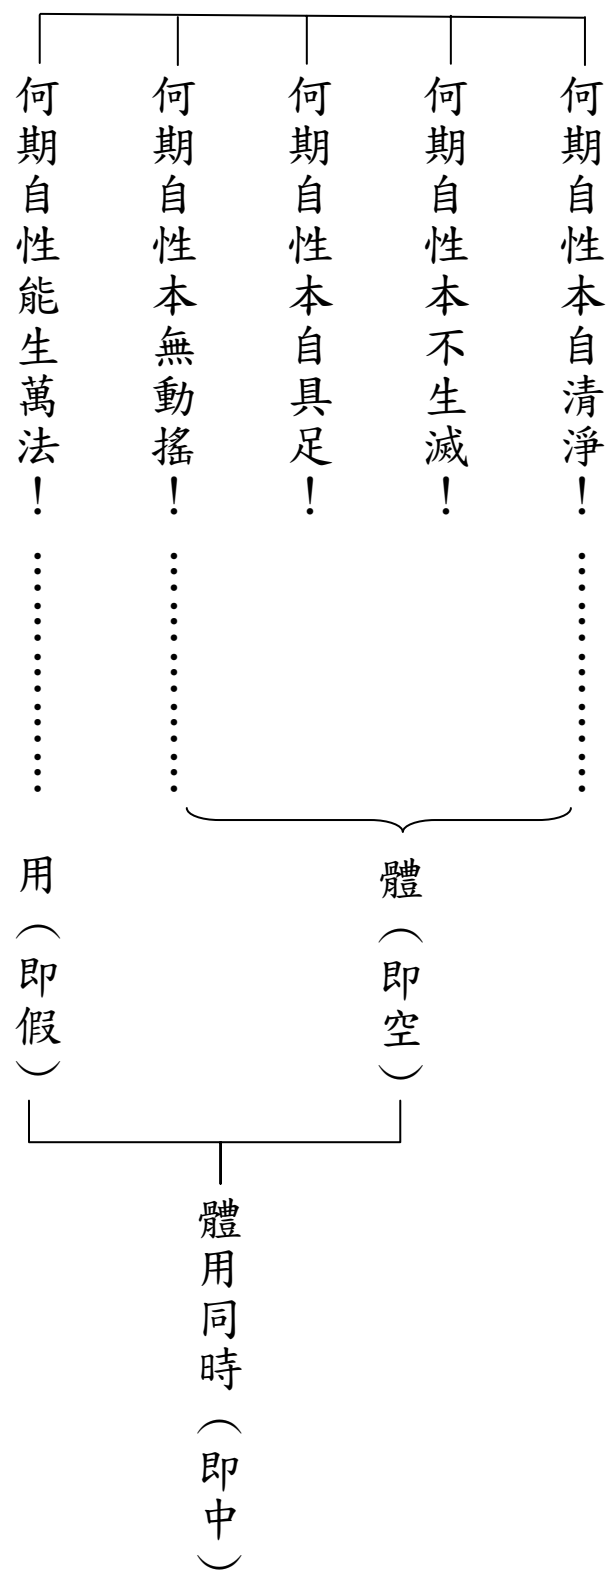 何期自性本自清淨！…………
何期自性本不生滅！
何期自性本自具足！
何期自性本無動搖！…………
何期自性能生萬法！…………
體（即空）
用（即假）
體用同時（即中）